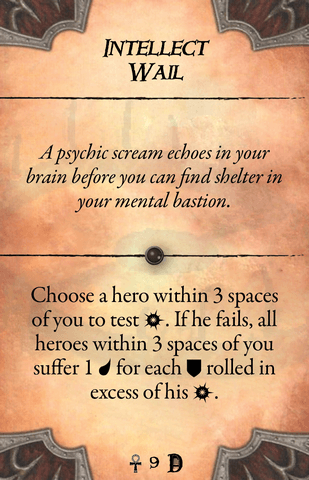 INTELLECT
WAIL
A psychic scream echoes in your
brain before you can find shelter in
your mental bastion.
Choose a hero within 3 spaces
of you to test . If he fails, all
heroes within 3 spaces of you
suffer 1 for each rolled in
excess of his .
9 D